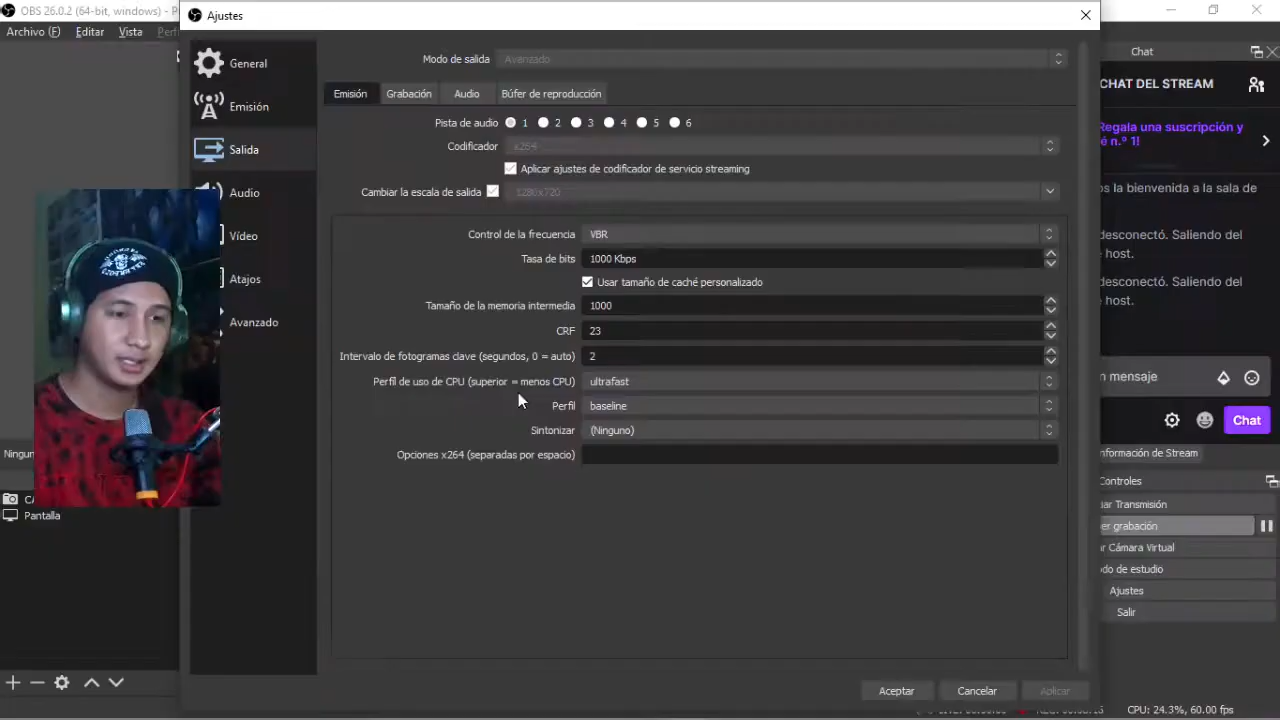 OBS 26.0.2 (64-bit, windows) - P
Archivo (F) Editar Vista Perfi
Ajustes
General
Emisión
Salida
Audio
Vídeo
Atajos
Avanzado
Modo de salida Avanzado
Emisión Grabación Audio Búfer de reproducción
Pista de audio 1 2 3 4 5 6
Codificador x264
Aplicar ajustes de codificador de servicio streaming
Cambiar la escala de salida 1280x720
Control de la frecuencia VBR
Tasa de bits 1000 Kbps
Usar tamaño de caché personalizado
Tamaño de la memoria intermedia 1000
CRF 23
Intervalo de fotogramas clave (segundos, 0 = auto) 2
Perfil de uso de CPU (superior = menos CPU) ultrafast
Perfil baseline
Sintonizar (Ninguno)
Opciones x264 (separadas por espacio)
Aceptar Cancelar Aplicar
Ningun
CA
Pantalla
Chat
CHAT DEL STREAM
Regala una suscripción y
é n.º 1!
os la bienvenida a la sala de
desconectó. Saliendo del
e host.
desconectó. Saliendo del
e host.
n mensaje
Chat
nformación de Stream
Controles
iar Transmisión
er grabación
r Cámara Virtual
do de estudio
Ajustes
Salir
CPU: 24.3%, 60.00 fps